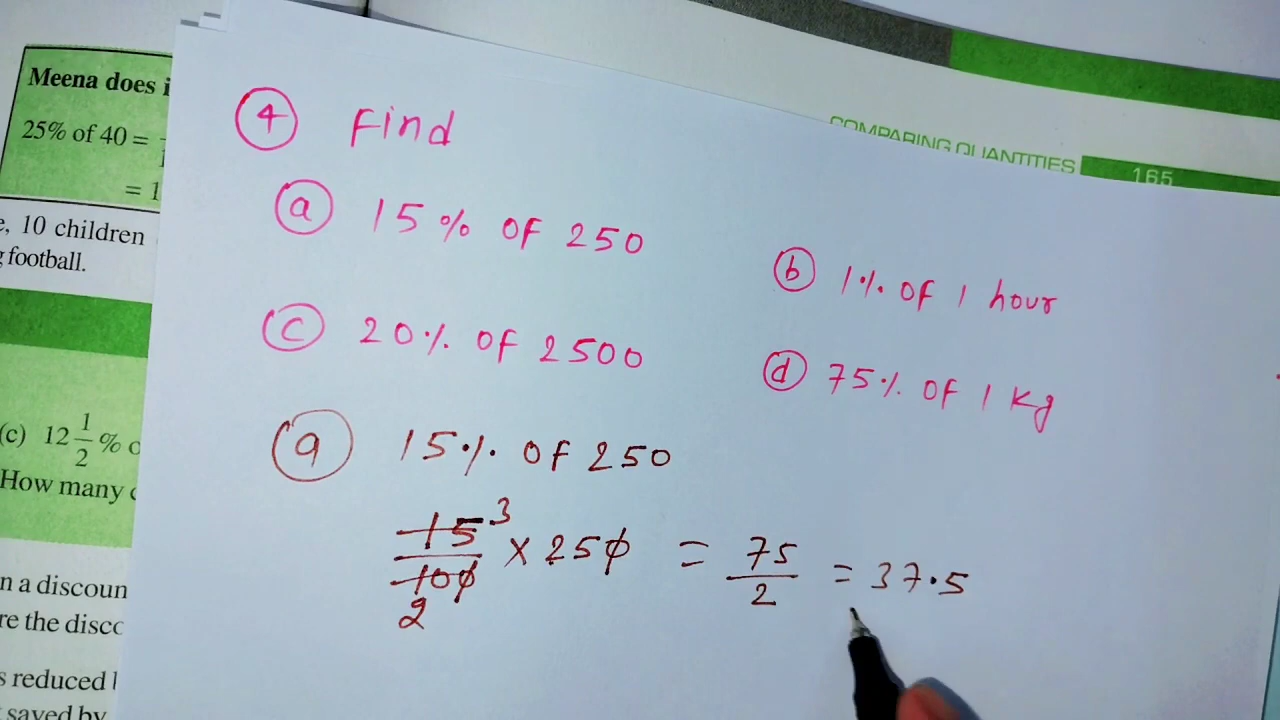 Meena does i
25% of 40 =
= 1
e, 10 children
g football.
(c) 12 1/2 % o
How many c
n a discoun
re the disco
s reduced l
saved by
COMPARING QUANTITIES 165
④ Find
ⓐ 15% of 250
ⓑ 1% of 1 hour
ⓒ 20% of 2500
ⓓ 75% of 1 Kg
ⓐ 15% of 250
15 3
/100 × 250 = 75/2 = 37.5
2